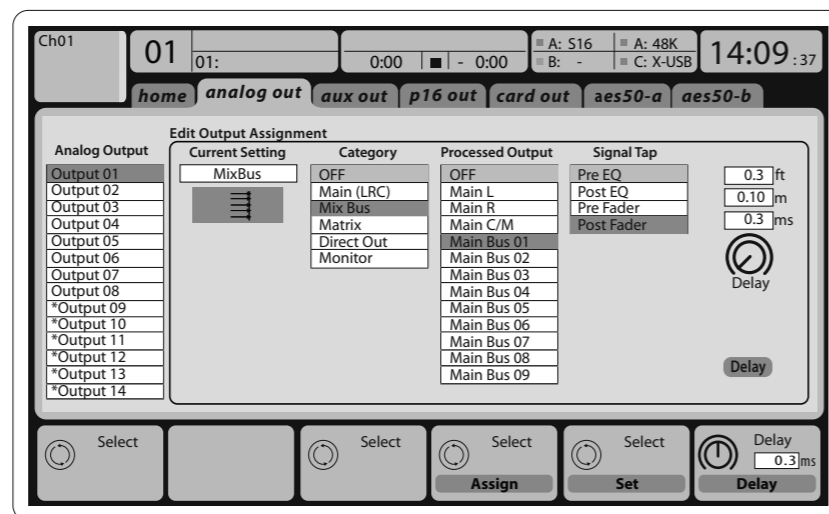 Ch01
01
01:
0:00
- 0:00
A: S16
B: -
A: 48K
C: X-USB
14:09 :37
home
analog out
aux out
p16 out
card out
aes50-a
aes50-b
Edit Output Assignment
Analog Output
Output 01
Output 02
Output 03
Output 04
Output 05
Output 06
Output 07
Output 08
*Output 09
*Output 10
*Output 11
*Output 12
*Output 13
*Output 14
Current Setting
MixBus
Category
OFF
Main (LRC)
Mix Bus
Matrix
Direct Out
Monitor
Processed Output
OFF
Main L
Main R
Main C/M
Main Bus 01
Main Bus 02
Main Bus 03
Main Bus 04
Main Bus 05
Main Bus 06
Main Bus 07
Main Bus 08
Main Bus 09
Signal Tap
Pre EQ
Post EQ
Pre Fader
Post Fader
0.3 ft
0.10 m
0.3 ms
Delay
Delay
Select
Select
Select
Assign
Select
Set
Delay
0.3 ms
Delay